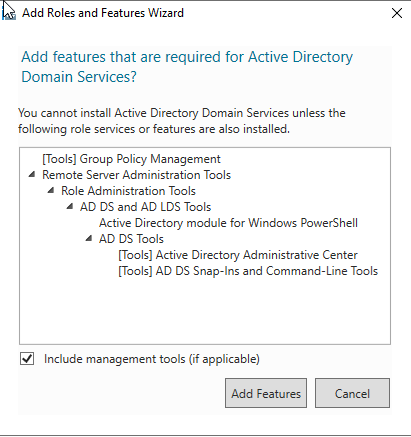 Add Roles and Features Wizard
Add features that are required for Active Directory
Domain Services?
You cannot install Active Directory Domain Services unless the
following role services or features are also installed.
[Tools] Group Policy Management
Remote Server Administration Tools
Role Administration Tools
AD DS and AD LDS Tools
Active Directory module for Windows PowerShell
AD DS Tools
[Tools] Active Directory Administrative Center
[Tools] AD DS Snap-Ins and Command-Line Tools
Include management tools (if applicable)
Add Features
Cancel